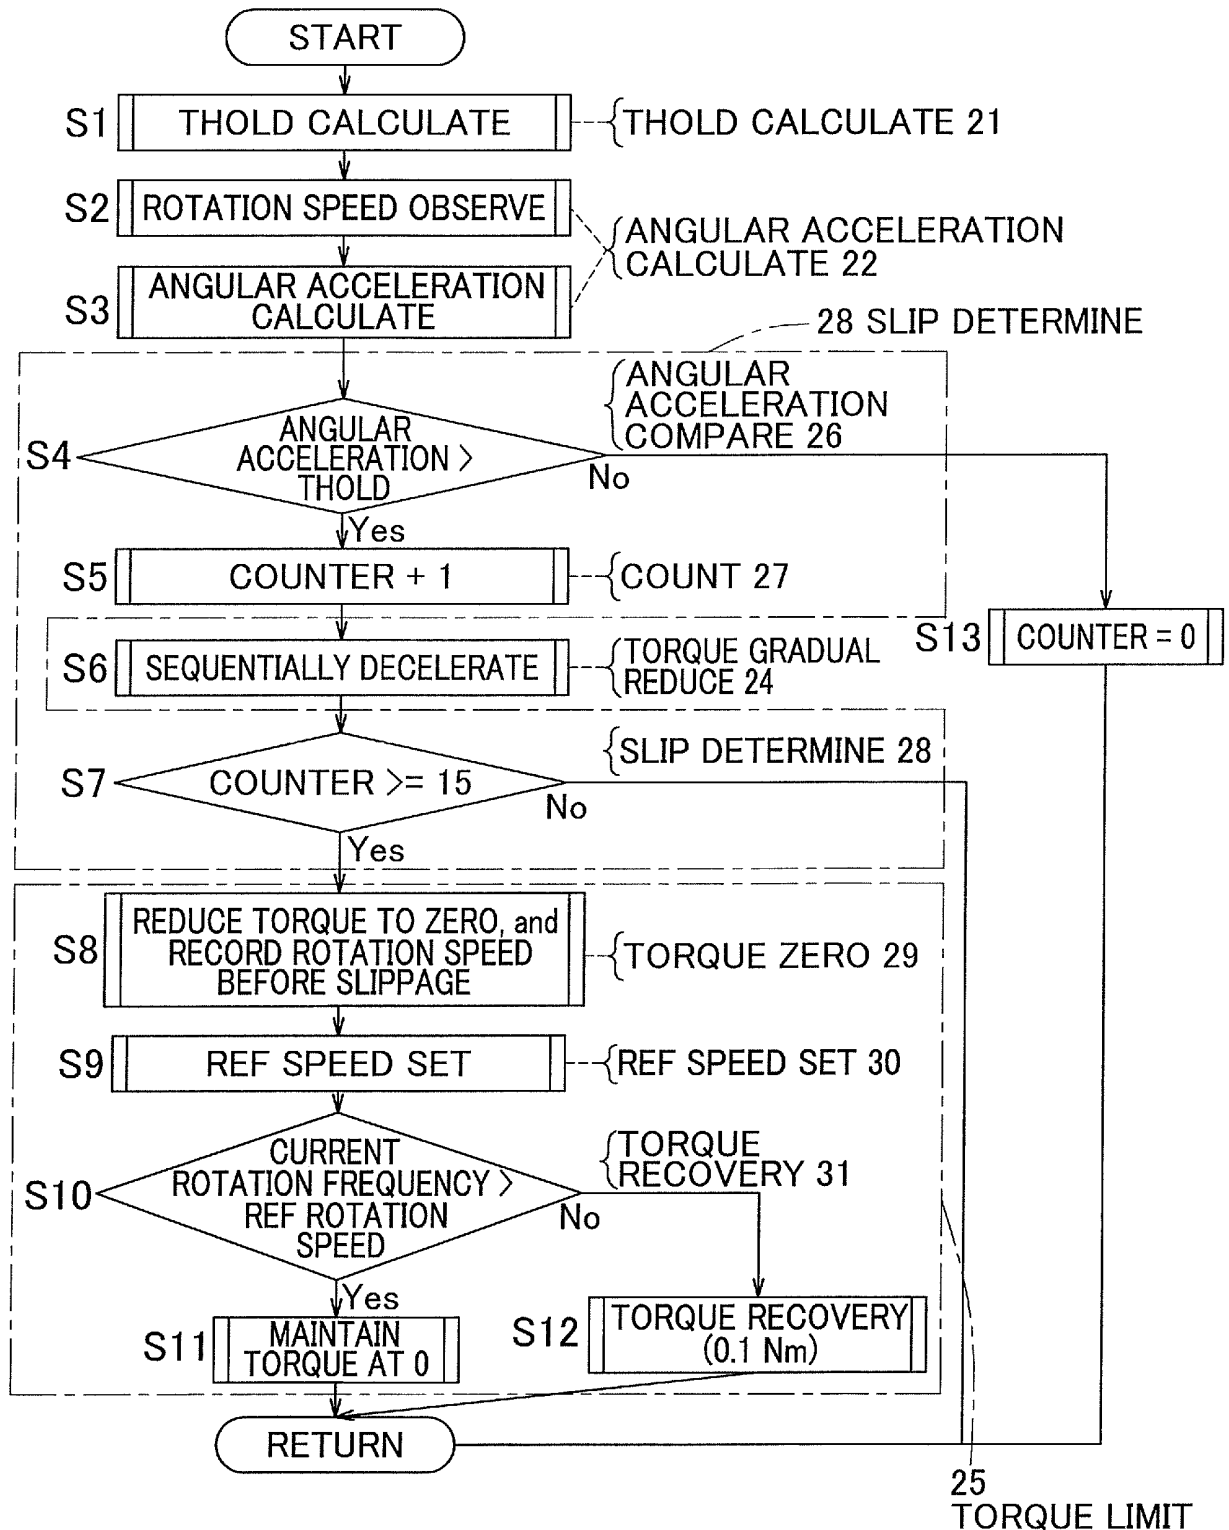 START
S1
THOLD CALCULATE
THOLD CALCULATE 21
S2
ROTATION SPEED OBSERVE
ANGULAR ACCELERATION
CALCULATE 22
S3
ANGULAR ACCELERATION
CALCULATE
28 SLIP DETERMINE
ANGULAR
ACCELERATION
COMPARE 26
S4
ANGULAR
ACCELERATION >
THOLD
No
Yes
S5
COUNTER + 1
COUNT 27
S13
COUNTER = 0
S6
SEQUENTIALLY DECELERATE
TORQUE GRADUAL
REDUCE 24
S7
COUNTER >= 15
SLIP DETERMINE 28
No
Yes
S8
REDUCE TORQUE TO ZERO, and
RECORD ROTATION SPEED
BEFORE SLIPPAGE
TORQUE ZERO 29
S9
REF SPEED SET
REF SPEED SET 30
S10
CURRENT
ROTATION FREQUENCY >
REF ROTATION
SPEED
TORQUE
RECOVERY 31
No
Yes
S11
MAINTAIN
TORQUE AT 0
S12
TORQUE RECOVERY
(0.1 Nm)
RETURN
25
TORQUE LIMIT